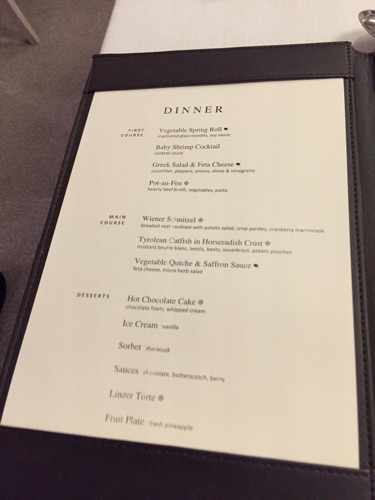 DINNER
FIRST COURSE
Vegetable Spring Roll
marinated glass noodles, soy sauce
Baby Shrimp Cocktail
cocktail sauce
Greek Salad & Feta Cheese
cucumber, peppers, onions, olives & vinaigrette
Pot-au-Feu
hearty beef broth, vegetables, pasta
MAIN COURSE
Wiener Schnitzel
breaded veal escalope with potato salad, crisp parsley, cranberry marmalade
Tyrolean Catfish in Horseradish Crust
mustard beurre blanc, lentils, beets, sauerkraut, potato pouches
Vegetable Quiche & Saffron Sauce
feta cheese, micro herb salad
DESSERTS
Hot Chocolate Cake
chocolate foam, whipped cream
Ice Cream vanilla
Sorbet maracujá
Sauces chocolate, butterscotch, berry
Linzer Torte
Fruit Plate fresh pineapple